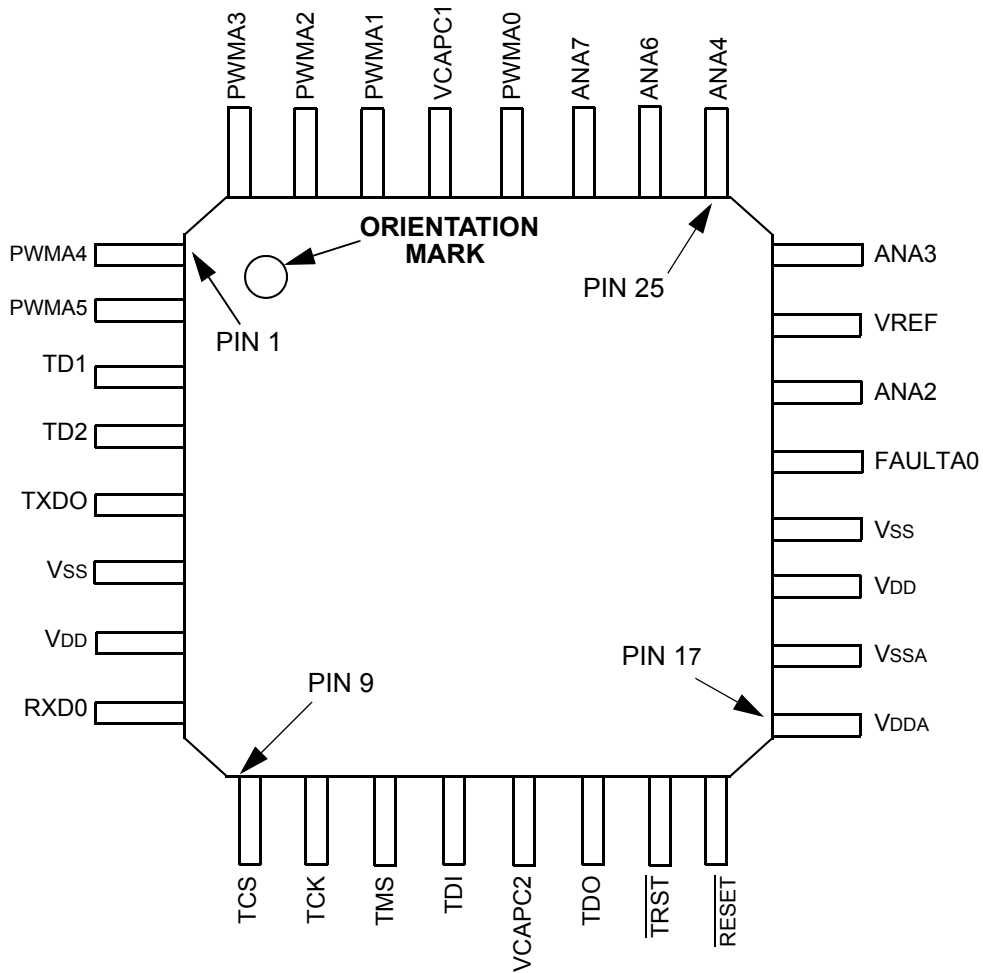 PWMA3
PWMA2
PWMA1
VCAPC1
PWMA0
ANA7
ANA6
ANA4
ORIENTATION
MARK
PIN 25
PIN 1
PWMA4
PWMA5
TD1
TD2
TXDO
VSS
VDD
RXD0
ANA3
VREF
ANA2
FAULTA0
VSS
VDD
VSSA
VDDA
PIN 17
PIN 9
TCS
TCK
TMS
TDI
VCAPC2
TDO
TRST
RESET